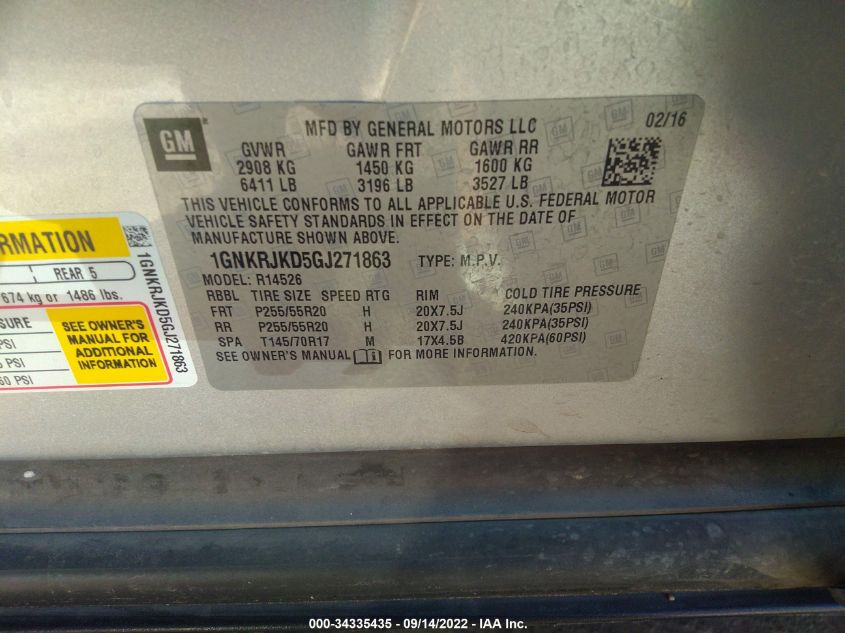 GM
MFD BY GENERAL MOTORS LLC 02/16
GVWR GAWR FRT GAWR RR
2908 KG 1450 KG 1600 KG
6411 LB 3196 LB 3527 LB
THIS VEHICLE CONFORMS TO ALL APPLICABLE U.S. FEDERAL MOTOR
VEHICLE SAFETY STANDARDS IN EFFECT ON THE DATE OF
MANUFACTURE SHOWN ABOVE.
1GNKRJKD5GJ271863 TYPE: M.P.V.
MODEL: R14526
RBBL TIRE SIZE SPEED RTG RIM COLD TIRE PRESSURE
FRT P255/55R20 H 20X7.5J 240KPA(35PSI)
RR P255/55R20 H 20X7.5J 240KPA(35PSI)
SPA T145/70R17 M 17X4.5B 420KPA(60PSI)
SEE OWNER'S MANUAL FOR MORE INFORMATION.
RMATION
REAR 5
674 kg or 1486 lbs.
SURE
PSI
PSI
60 PSI
SEE OWNER'S
MANUAL FOR
ADDITIONAL
INFORMATION
1GNKRJKD5GJ271863
000-34335435 - 09/14/2022 - IAA Inc.